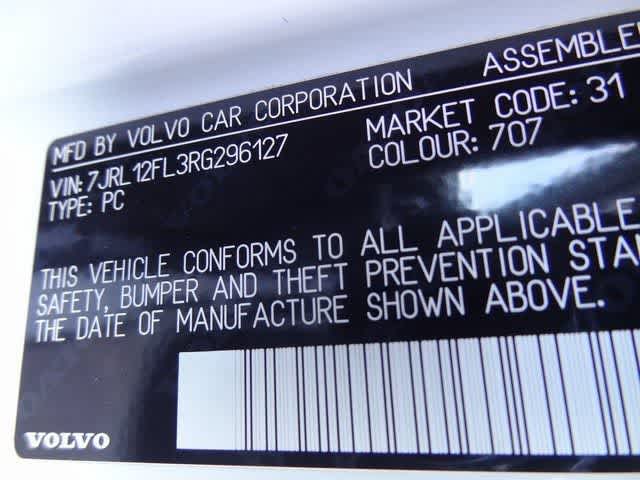 MFD BY VOLVO CAR CORPORATION ASSEMBLE
VIN: 7JRL12FL3RG296127 MARKET CODE: 31
TYPE: PC COLOUR: 707
THIS VEHICLE CONFORMS TO ALL APPLICABLE
SAFETY, BUMPER AND THEFT PREVENTION STA
THE DATE OF MANUFACTURE SHOWN ABOVE.
VOLVO